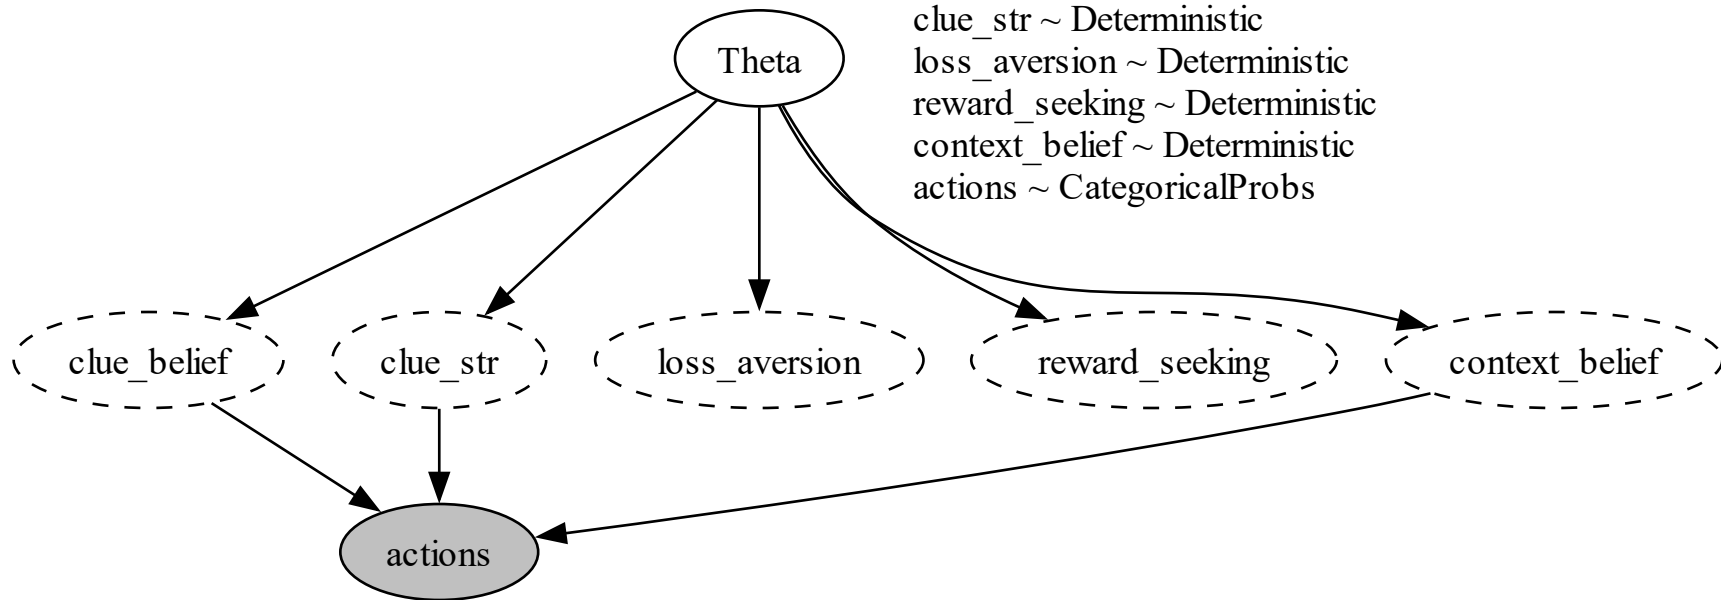 clue_str ~ Deterministic
loss_aversion ~ Deterministic
reward_seeking ~ Deterministic
context_belief ~ Deterministic
actions ~ CategoricalProbs
Theta
clue_belief
clue_str
loss_aversion
reward_seeking
context_belief
actions